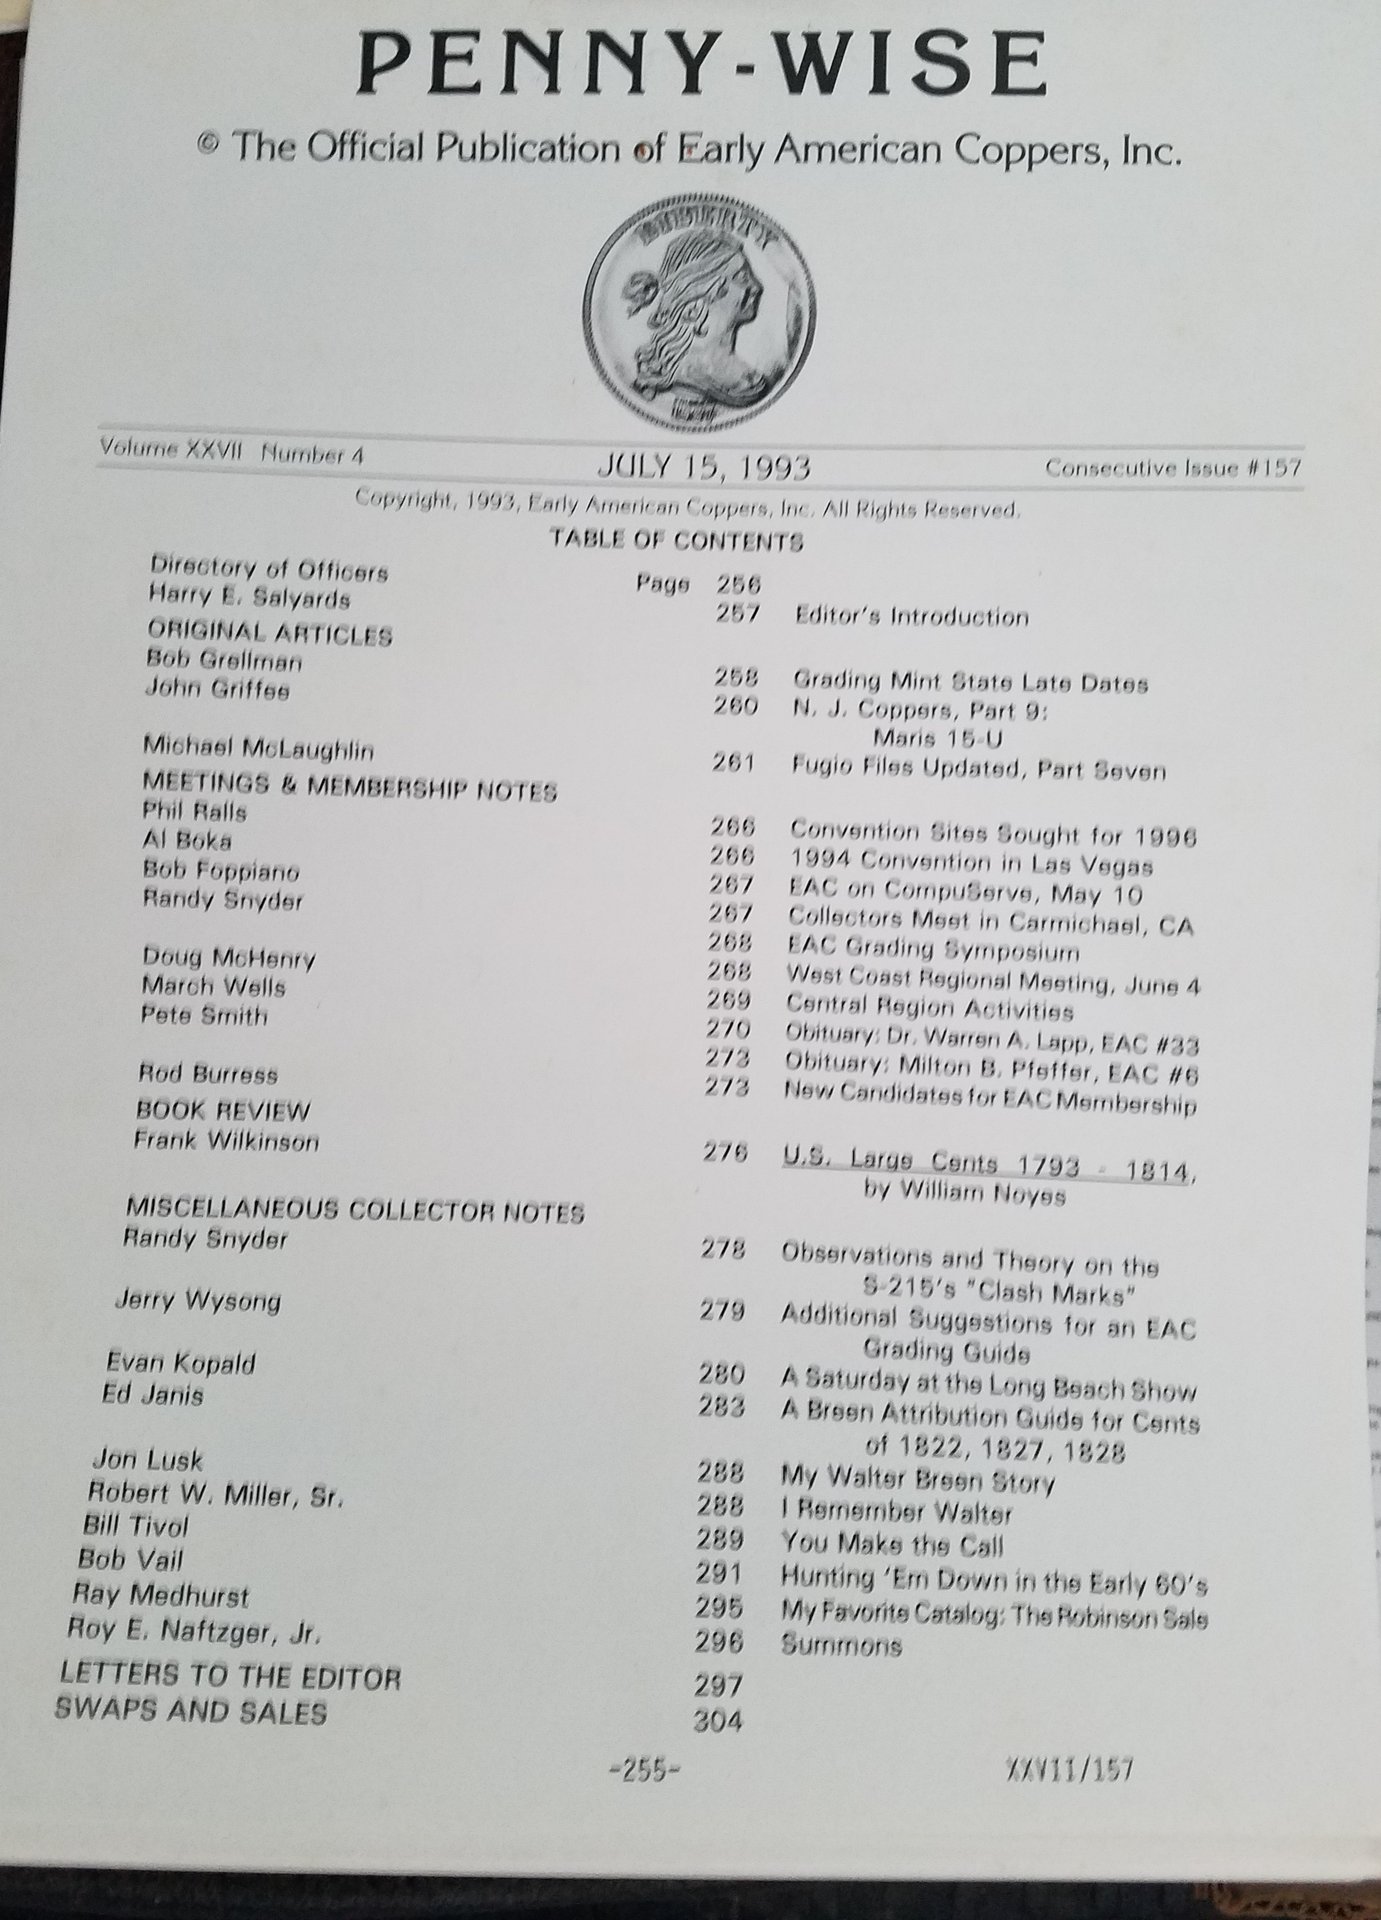 PENNY-WISE
© The Official Publication of Early American Coppers, Inc.
LIBERTY
Volume XXVII Number 4 JULY 15, 1993 Consecutive Issue #157
Copyright, 1993, Early American Coppers, Inc. All Rights Reserved.
TABLE OF CONTENTS
Directory of Officers Page 256
Harry E. Salyards 257 Editor's Introduction
ORIGINAL ARTICLES
Bob Grellman 258 Grading Mint State Late Dates
John Griffee 260 N. J. Coppers, Part 9:
Maris 15-U
Michael McLaughlin 261 Fugio Files Updated, Part Seven
MEETINGS & MEMBERSHIP NOTES
Phil Ralls 266 Convention Sites Sought for 1996
Al Boka 266 1994 Convention in Las Vegas
Bob Foppiano 267 EAC on CompuServe, May 10
Randy Snyder 267 Collectors Meet in Carmichael, CA
268 EAC Grading Symposium
Doug McHenry 268 West Coast Regional Meeting, June 4
March Wells 269 Central Region Activities
Pete Smith 270 Obituary: Dr. Warren A. Lapp, EAC #33
273 Obituary: Milton B. Pfeffer, EAC #6
Rod Burress 273 New Candidates for EAC Membership
BOOK REVIEW
Frank Wilkinson 276 U.S. Large Cents 1793 - 1814,
by William Noyes
MISCELLANEOUS COLLECTOR NOTES
Randy Snyder 278 Observations and Theory on the
S-215's "Clash Marks"
Jerry Wysong 279 Additional Suggestions for an EAC
Grading Guide
Evan Kopald 280 A Saturday at the Long Beach Show
Ed Janis 283 A Breen Attribution Guide for Cents
of 1822, 1827, 1828
Jon Lusk 288 My Walter Breen Story
Robert W. Miller, Sr. 288 I Remember Walter
Bill Tivol 289 You Make the Call
Bob Vail 291 Hunting 'Em Down in the Early 60's
Ray Medhurst 295 My Favorite Catalog: The Robinson Sale
Roy E. Naftzger, Jr. 296 Summons
LETTERS TO THE EDITOR 297
SWAPS AND SALES 304
-255- XXVII/157